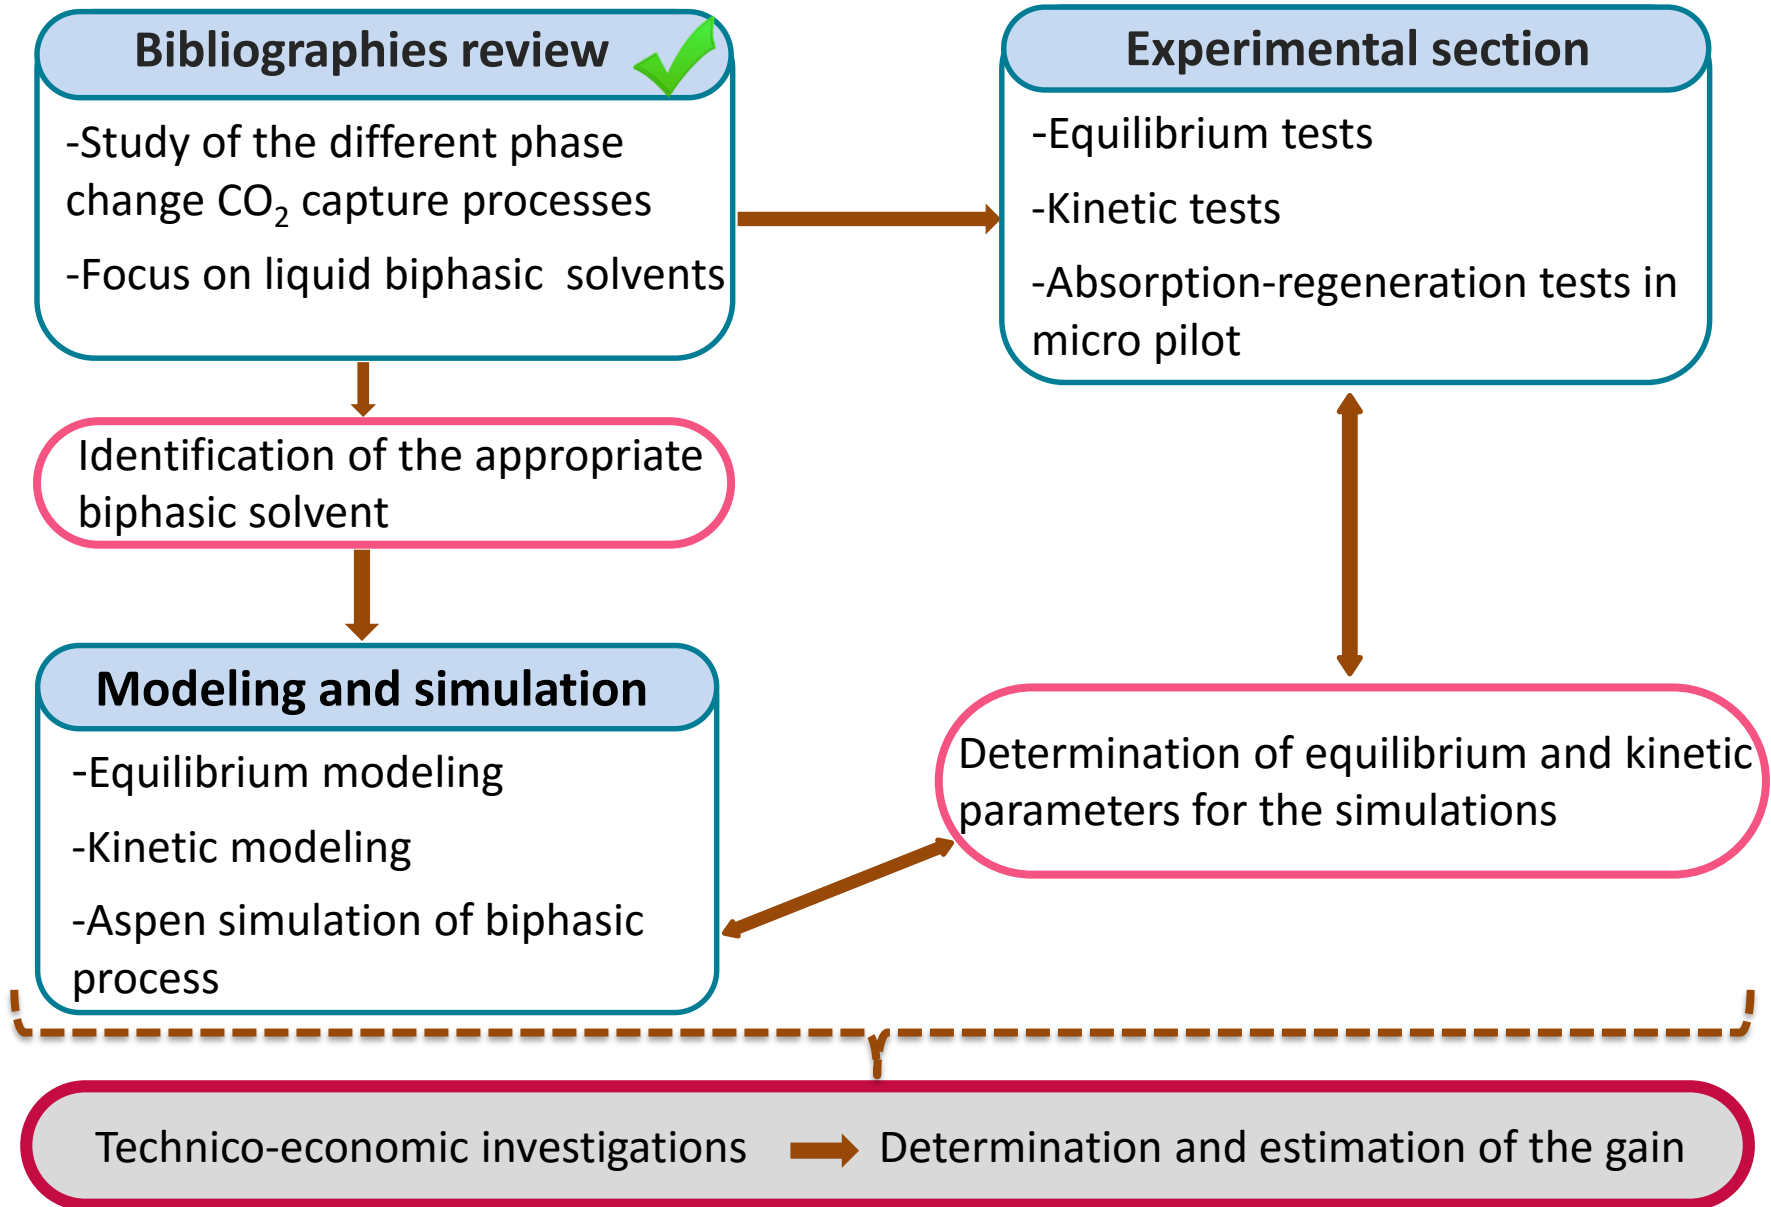 Bibliographies review
-Study of the different phase
change CO₂ capture processes
-Focus on liquid biphasic  solvents
Experimental section
-Equilibrium tests
-Kinetic tests
-Absorption-regeneration tests in
micro pilot
Identification of the appropriate
biphasic solvent
Modeling and simulation
-Equilibrium modeling
-Kinetic modeling
-Aspen simulation of biphasic
process
Determination of equilibrium and kinetic
parameters for the simulations
Technico-economic investigations
Determination and estimation of the gain